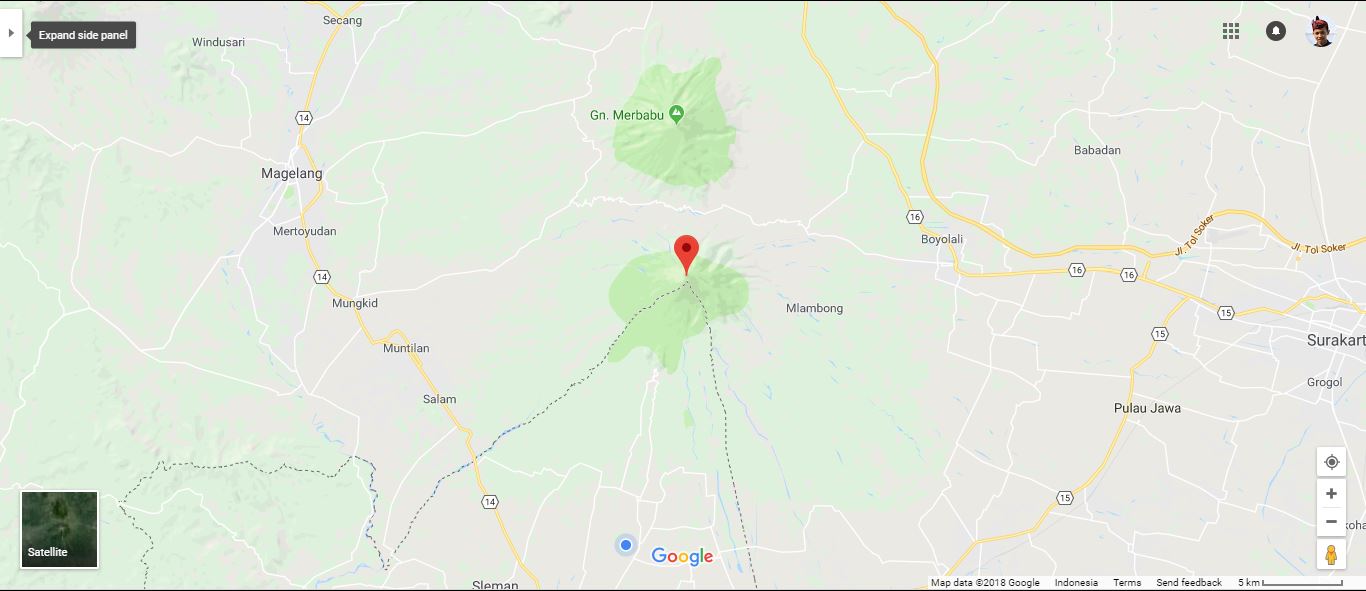 Secang
Expand side panel
Windusari
14
Gn. Merbabu
Babadan
Magelang
16
Mertoyudan
Boyolali
Jl. Tol Soker
Jl. Tol Soker
14
16
16
Mungkid
Mlambong
15
15
Surakart
Muntilan
Grogol
Salam
Pulau Jawa
14
15
Satellite
Google
Sleman
Map data ©2018 Google Indonesia Terms Send feedback 5 km